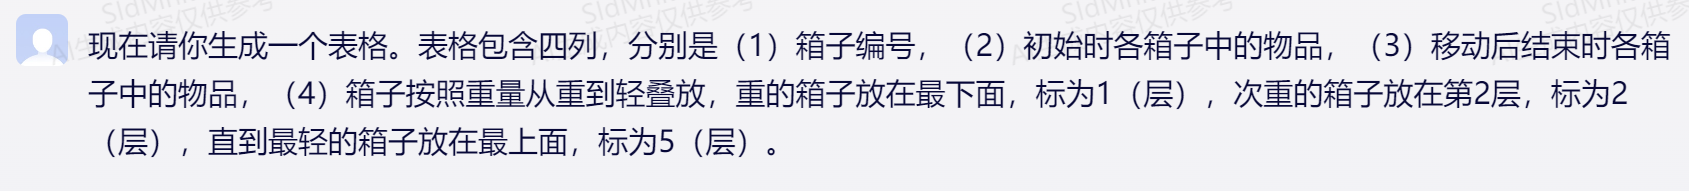 现在请你生成一个表格。表格包含四列，分别是（1）箱子编号，（2）初始时各箱子中的物品，（3）移动后结束时各箱
子中的物品，（4）箱子按照重量从重到轻叠放，重的箱子放在最下面，标为1（层），次重的箱子放在第2层，标为2
（层），直到最轻的箱子放在最上面，标为5（层）。